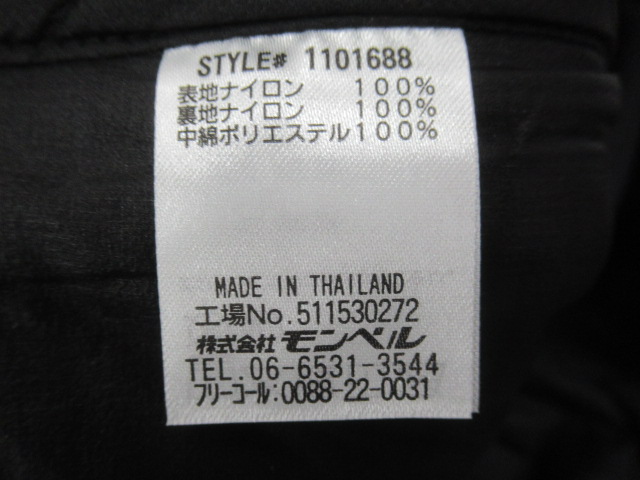 STYLE# 1101688
表地ナイロン 100%
裏地ナイロン 100%
中綿ポリエステル100%
MADE IN THAILAND
工場No.511530272
株式会社 モンベル
TEL.06-6531-3544
フリーコール:0088-22-0031